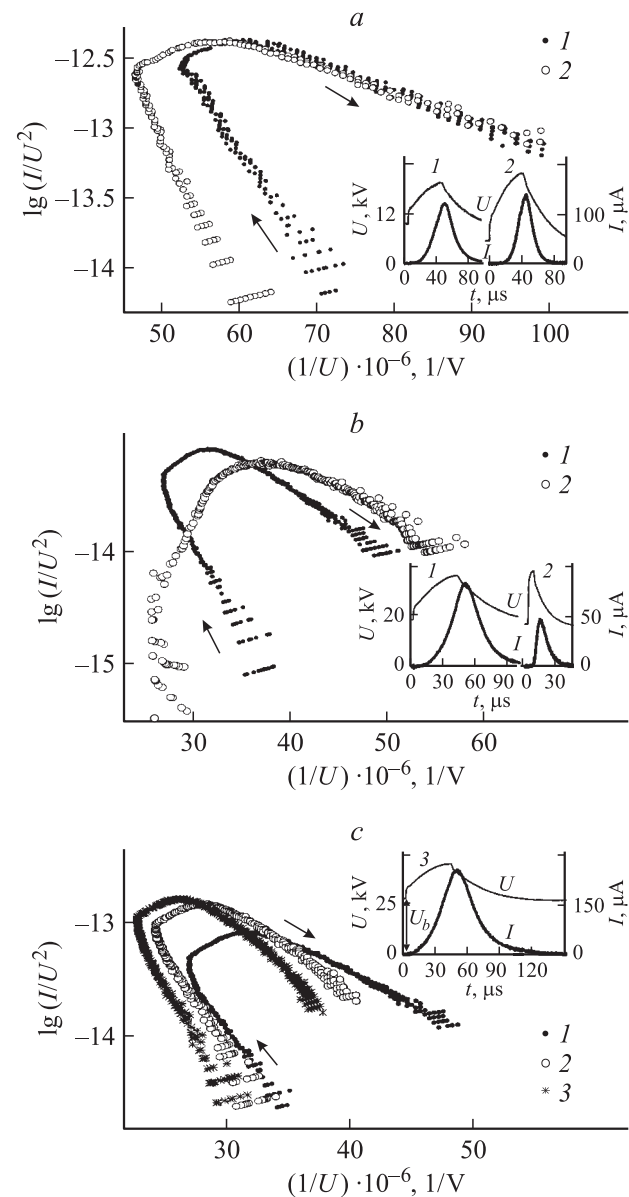 a
1
2
lg (I/U²)
−12.5
−13
−13.5
−14
50 60 70 80 90 100
(1/U) ·10⁻⁶, 1/V
U, kV
12
0
1
2
U
I
100
0
I, μA
0 40 80 0 40 80
t, μs
b
1
2
lg (I/U²)
−14
−15
30 40 50 60
(1/U) ·10⁻⁶, 1/V
U, kV
20
0
1
2
U
I
50
0
I, μA
0 30 60 90 0 30
t, μs
c
lg (I/U²)
−13
−14
30 40 50
(1/U) ·10⁻⁶, 1/V
U, kV
25
0
3
U
U_b
I
150
0
I, μA
0 30 60 90 120
t, μs
1
2
3